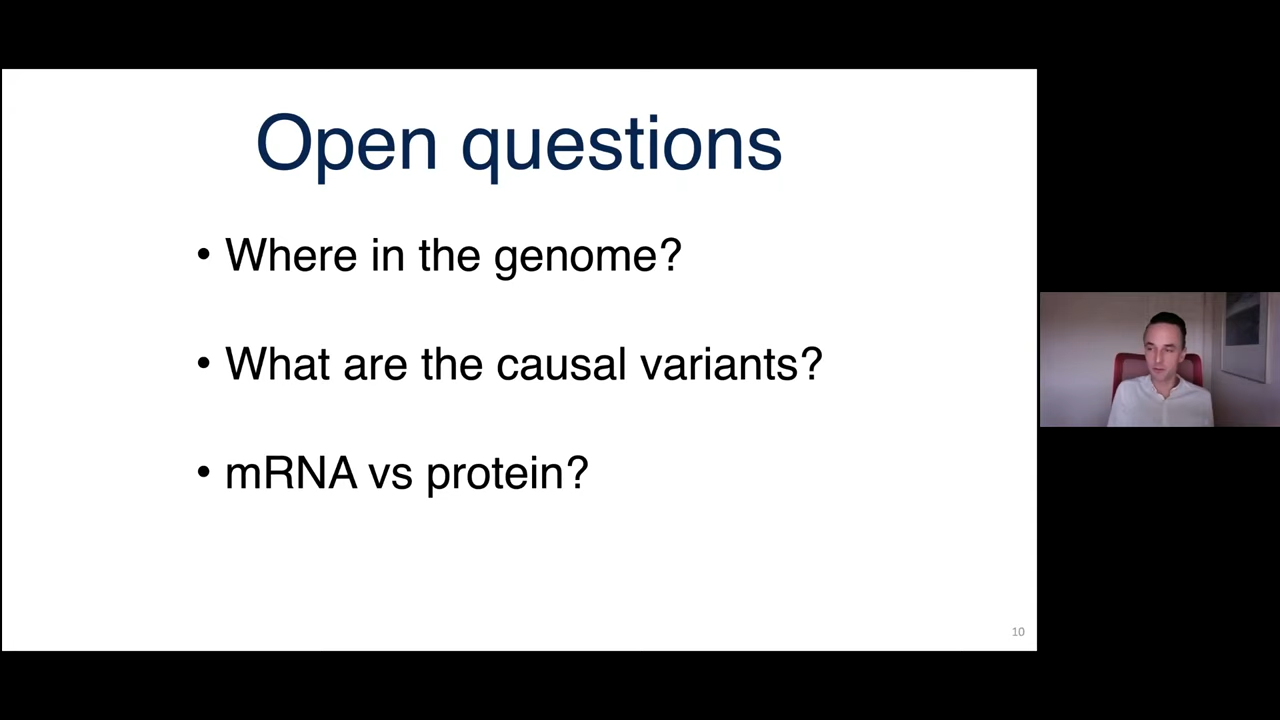 Open questions
• Where in the genome?
• What are the causal variants?
• mRNA vs protein?
10